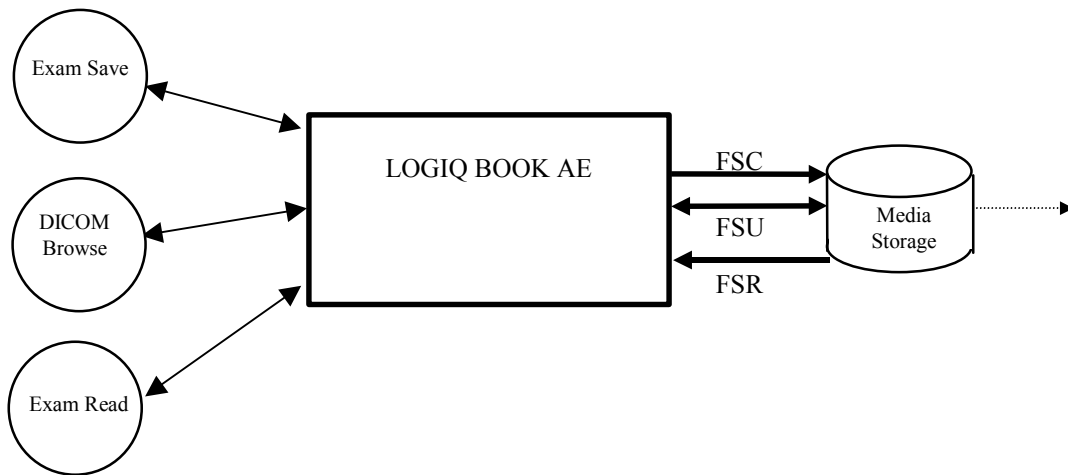 Exam Save
DICOM
Browse
Exam Read
LOGIQ BOOK AE
FSC
FSU
FSR
Media
Storage